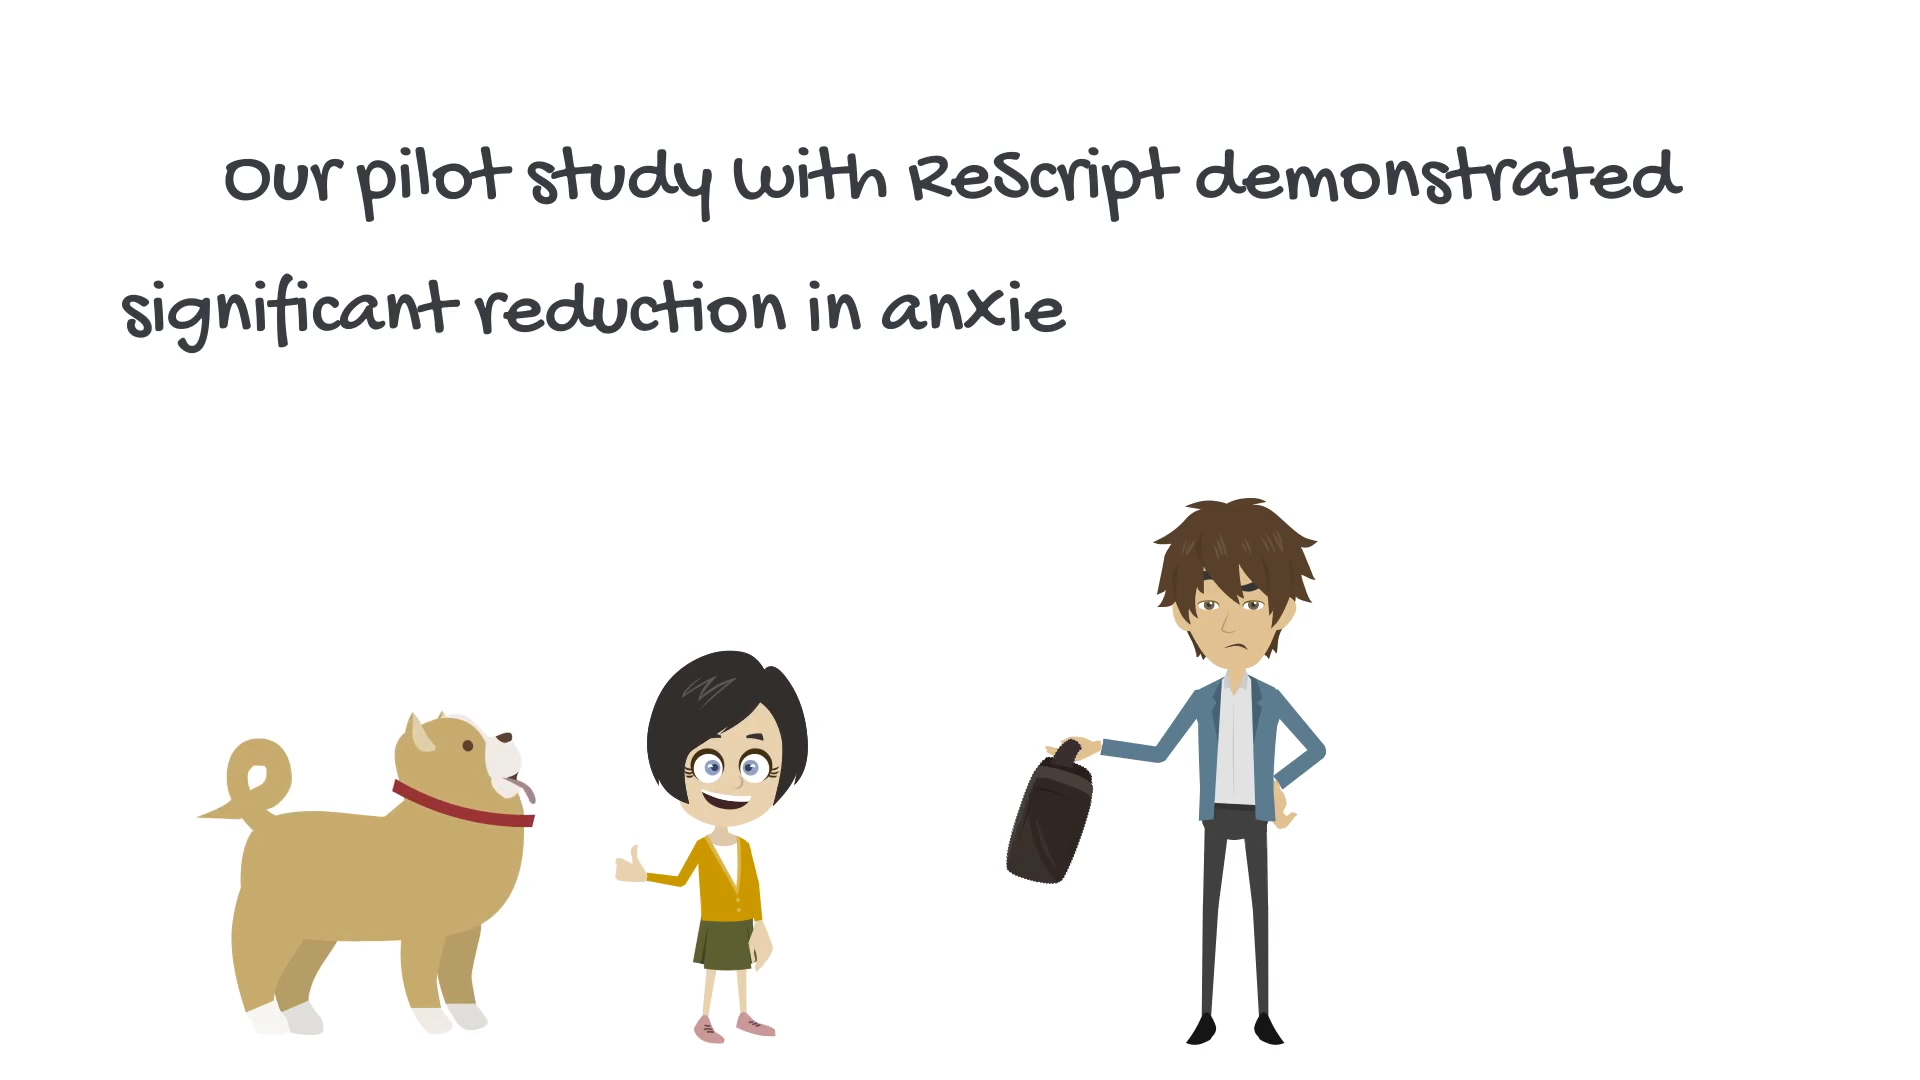 Our pilot study with ReScript demonstrated
significant reduction in anxie